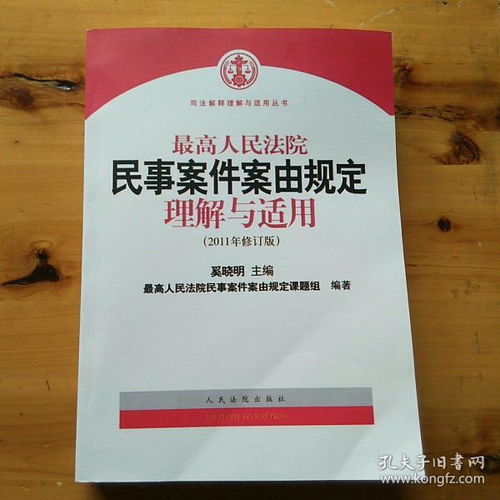 司法解释理解与适用丛书
最高人民法院
民事案件案由规定
理解与适用
(2011年修订版)
奚晓明 主编
最高人民法院民事案件案由规定课题组 编著
人民法院出版社
THE PEOPLE'S COURT PRESS
孔夫子旧书网
www.kongfz.com